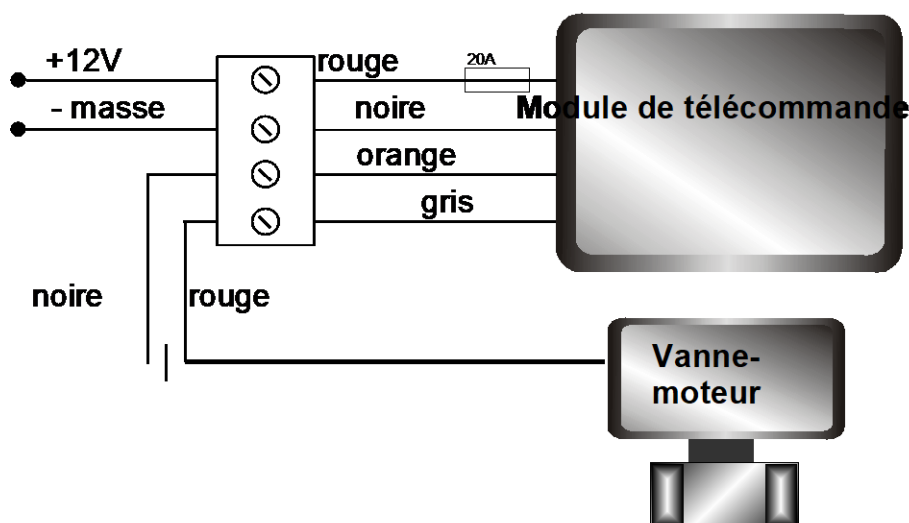 +12V
rouge
20A
- masse
noire
Module de télécommande
orange
gris
noire
rouge
Vanne-
moteur